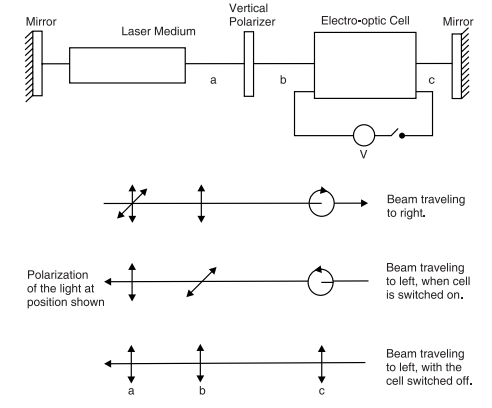 Mirror
Laser Medium
Vertical
Polarizer
Electro-optic Cell
Mirror
a
b
c
V
Beam traveling
to right.
Polarization
of the light at
position shown
Beam traveling
to left, when cell
is switched on.
Beam traveling
to left, with the
cell switched off.
a
b
c